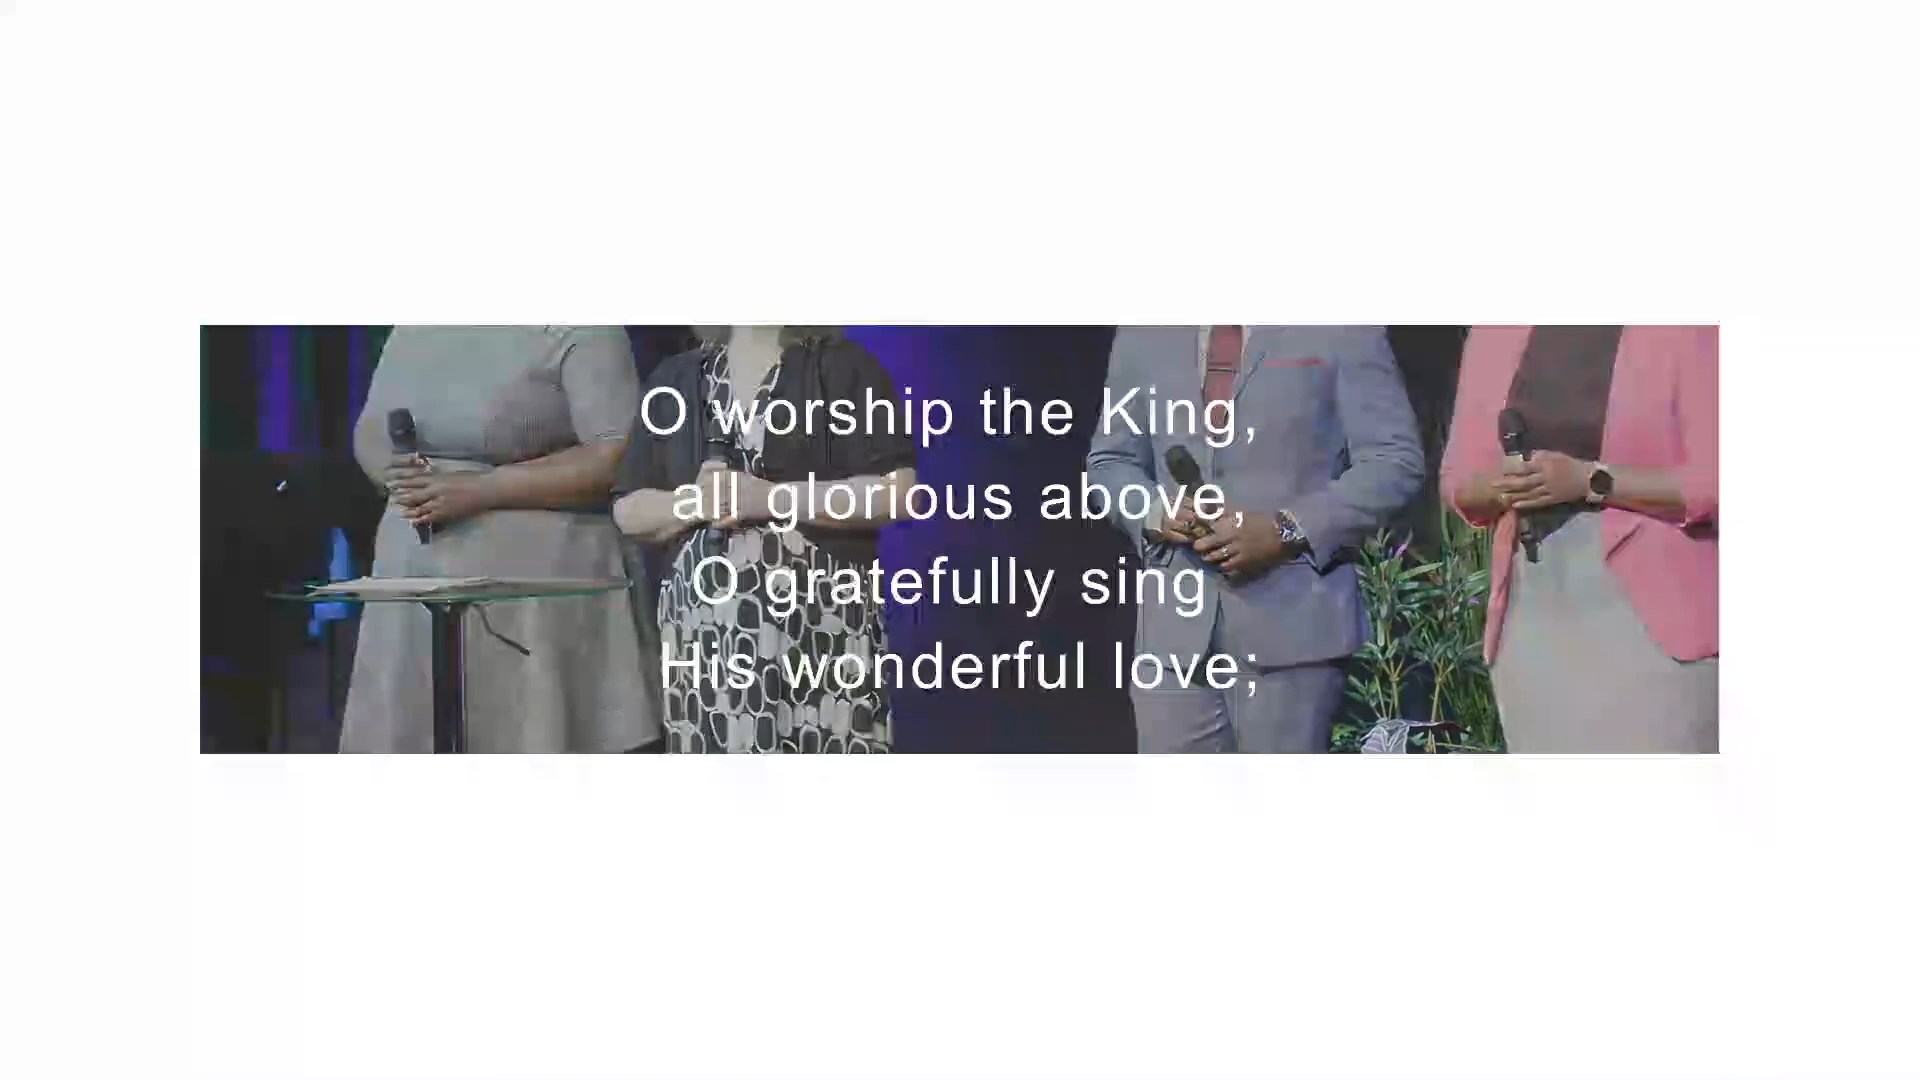 O worship the King,
all glorious above,
O gratefully sing
His wonderful love;